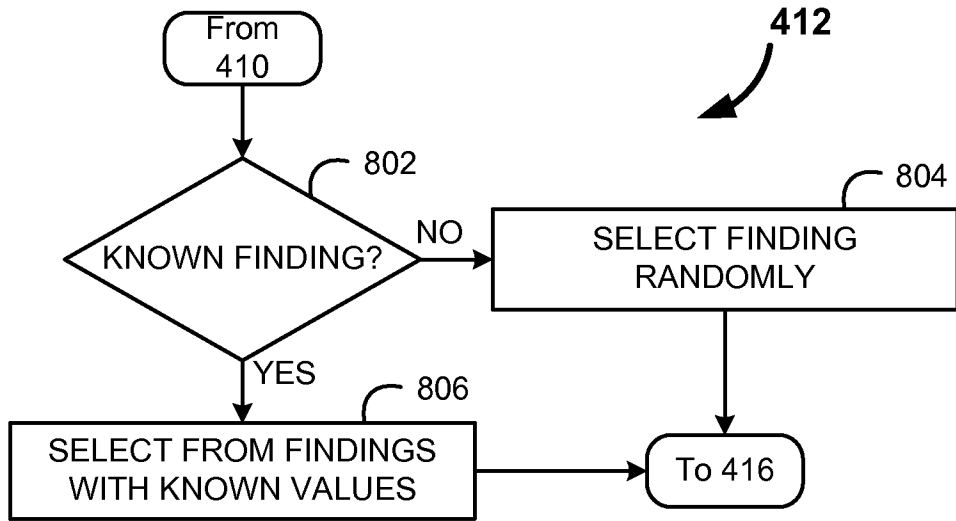 From
410
412
802
KNOWN FINDING?
NO
804
SELECT FINDING
RANDOMLY
YES
806
SELECT FROM FINDINGS
WITH KNOWN VALUES
To 416